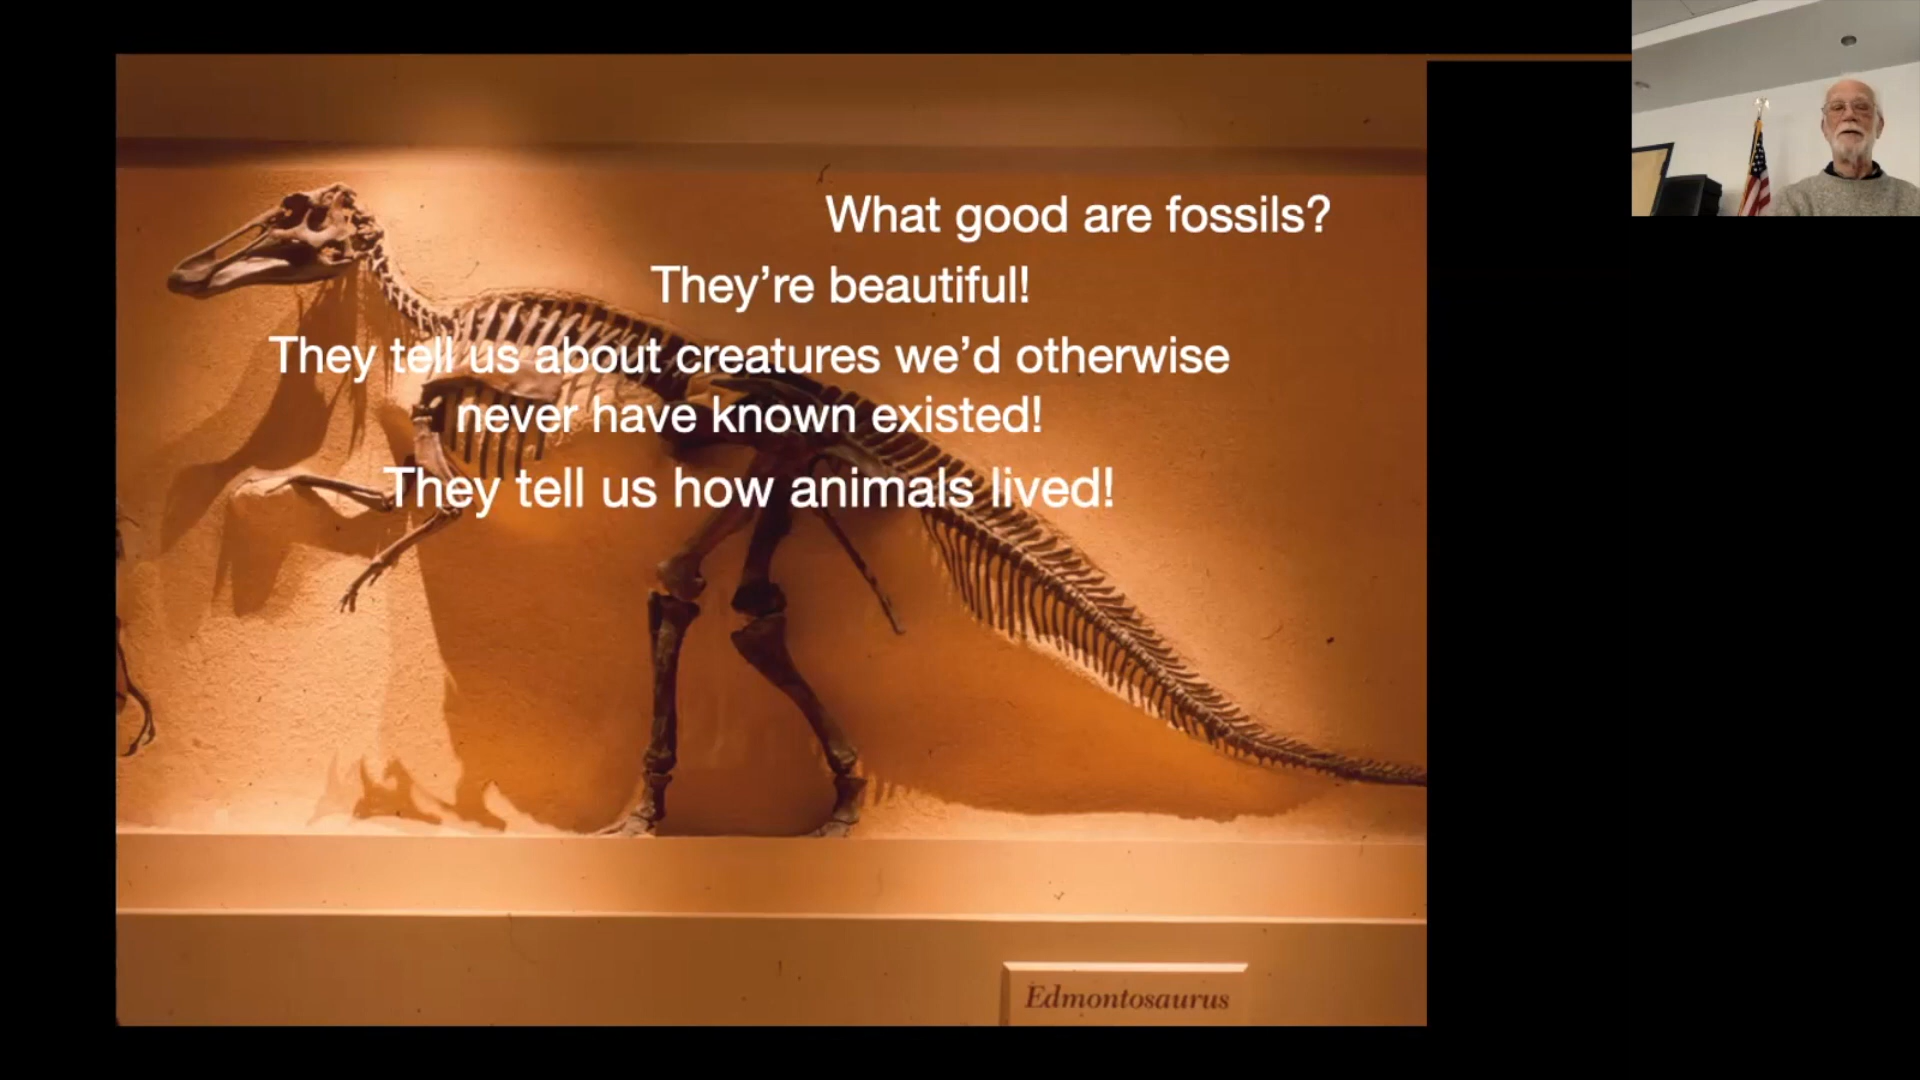 What good are fossils?
They're beautiful!
They tell us about creatures we'd otherwise
never have known existed!
They tell us how animals lived!
Edmontosaurus